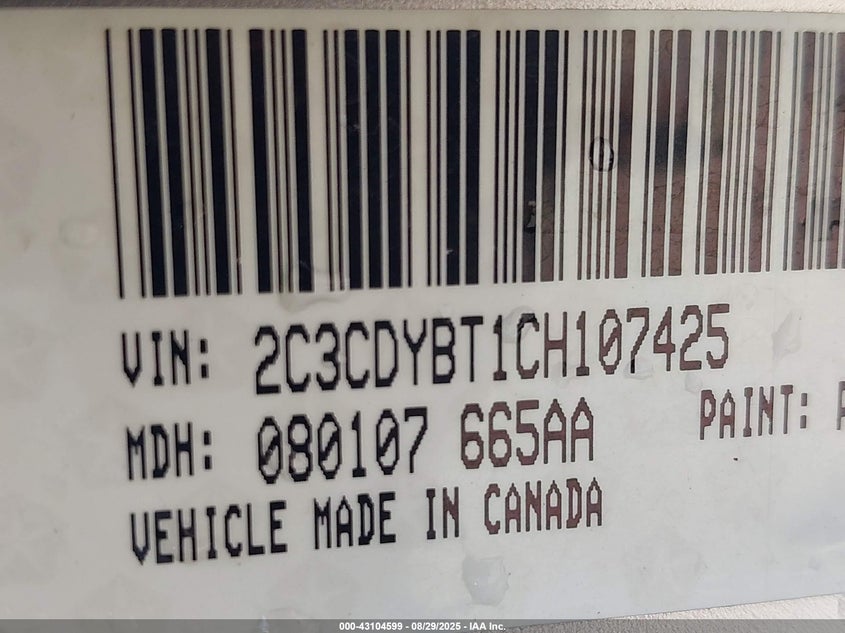 VIN: 2C3CDYBT1CH107425
MDH: 080107 665AA PAINT:
VEHICLE MADE IN CANADA
000-43104599 - 08/29/2025 - IAA Inc.